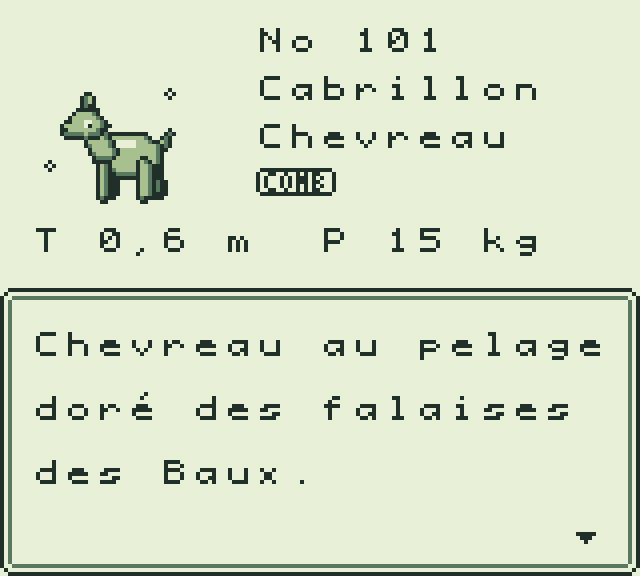 No 101
Cabrillon
Chevreau
COMB
T 0,6 m P 15 kg
Chevreau au pelage
doré des falaises
des Baux.